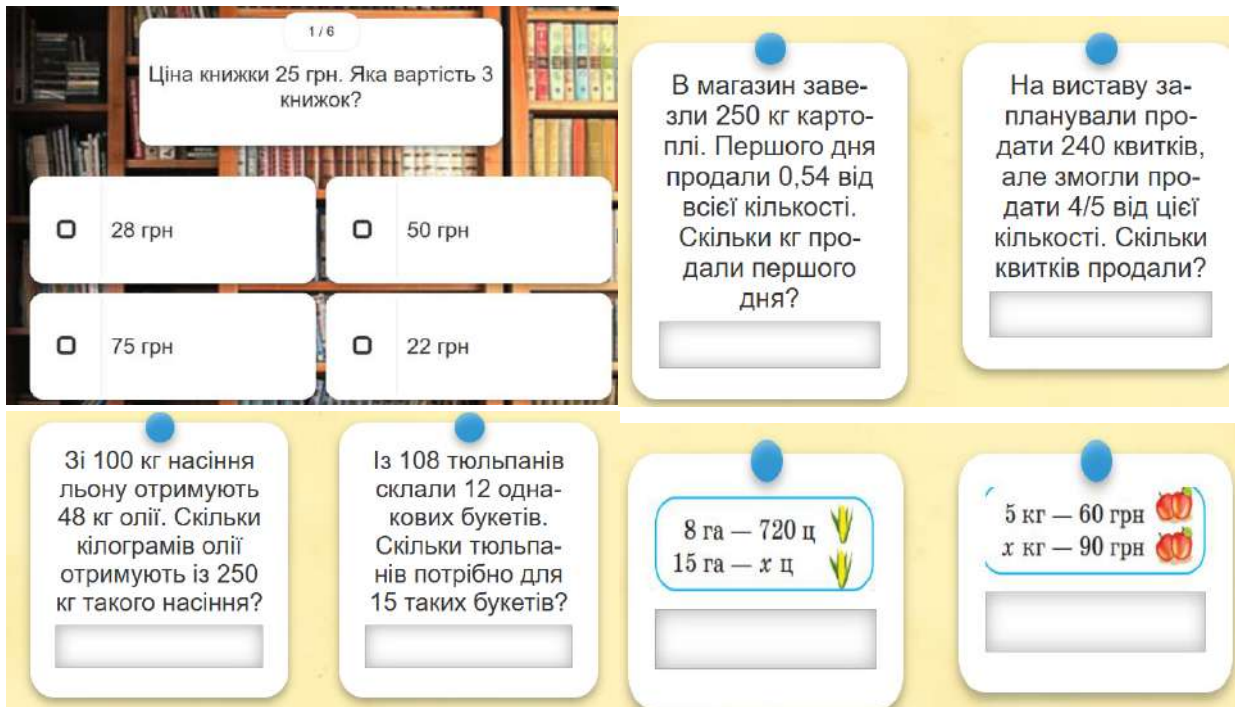 1 / 6
Ціна книжки 25 грн. Яка вартість 3
книжок?
28 грн
50 грн
75 грн
22 грн
В магазин заве-
зли 250 кг карто-
плі. Першого дня
продали 0,54 від
всієї кількості.
Скільки кг про-
дали першого
дня?
На виставу за-
планували про-
дати 240 квитків,
але змогли про-
дати 4/5 від цієї
кількості. Скільки
квитків продали?
Зі 100 кг насіння
льону отримують
48 кг олії. Скільки
кілограмів олії
отримують із 250
кг такого насіння?
Із 108 тюльпанів
склали 12 одна-
кових букетів.
Скільки тюльпа-
нів потрібно для
15 таких букетів?
8 га — 720 ц
15 га — x ц
5 кг — 60 грн
x кг — 90 грн